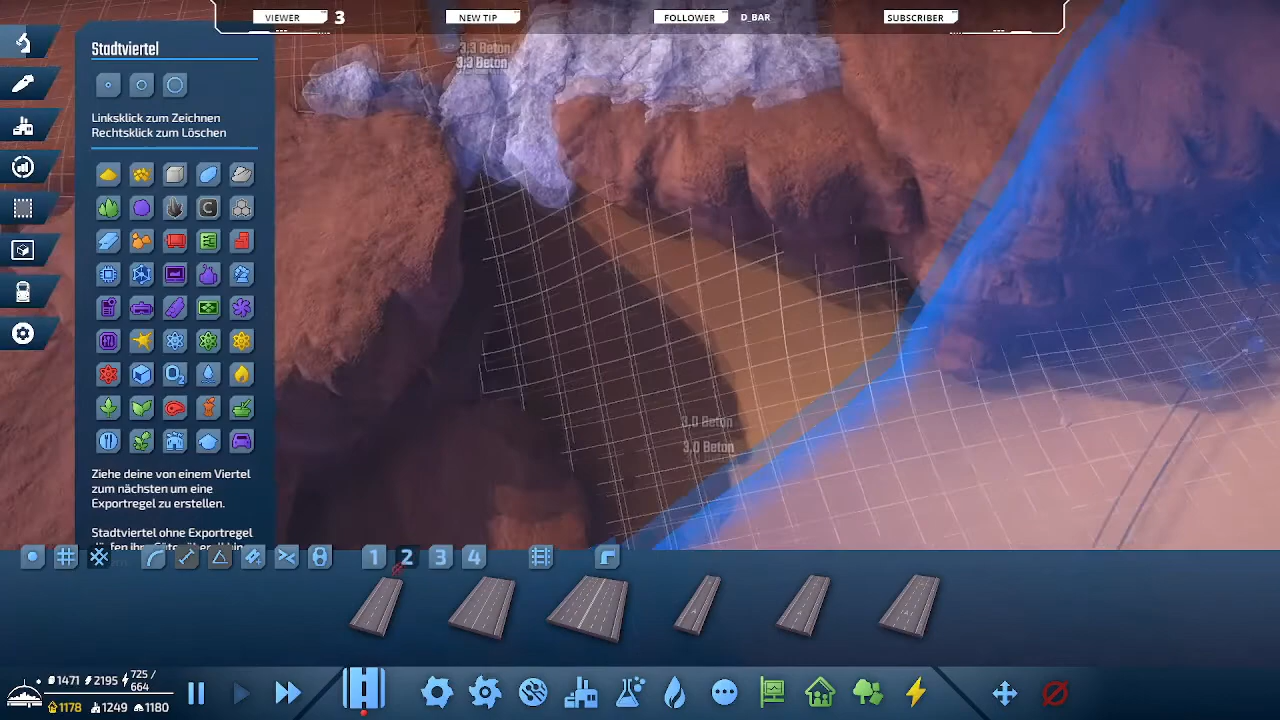 VIEWER
3
NEW TIP
FOLLOWER
D_BAR
SUBSCRIBER
Stadtviertel
Linksklick zum Zeichnen
Rechtsklick zum Löschen
C
O2
Ziehe deine von einem Viertel
zum nächsten um eine
Exportregel zu erstellen.
Stadtviertel ohne Exportregel
3,3 Beton
3,3 Beton
3,0 Beton
3,0 Beton
1
2
3
4
1471
2195
725 /
664
1178
1249
1180